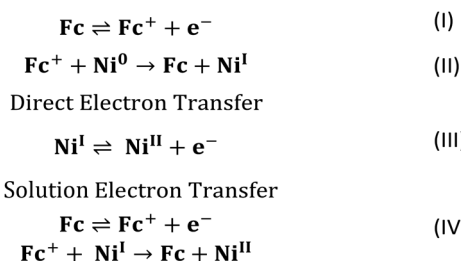 Fc ⇌ Fc⁺ + e⁻ (I)
Fc⁺ + Ni⁰ → Fc + Niᴵ (II)
Direct Electron Transfer
Niᴵ ⇌ Niᴵᴵ + e⁻ (III)
Solution Electron Transfer
Fc ⇌ Fc⁺ + e⁻ (IV
Fc⁺ + Niᴵ → Fc + Niᴵᴵ